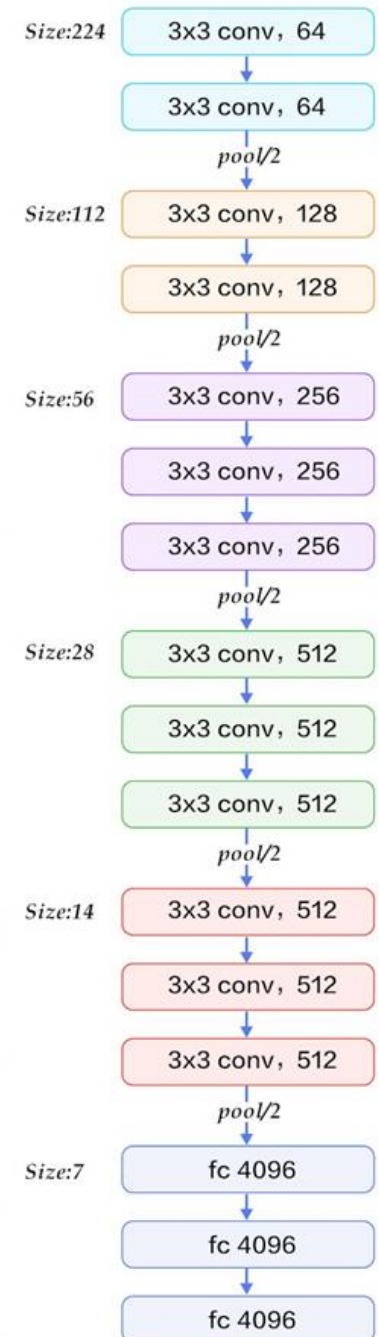 Size:224 3x3 conv, 64
3x3 conv, 64
pool/2
Size:112 3x3 conv, 128
3x3 conv, 128
pool/2
Size:56 3x3 conv, 256
3x3 conv, 256
3x3 conv, 256
pool/2
Size:28 3x3 conv, 512
3x3 conv, 512
3x3 conv, 512
pool/2
Size:14 3x3 conv, 512
3x3 conv, 512
3x3 conv, 512
pool/2
Size:7 fc 4096
fc 4096
fc 4096